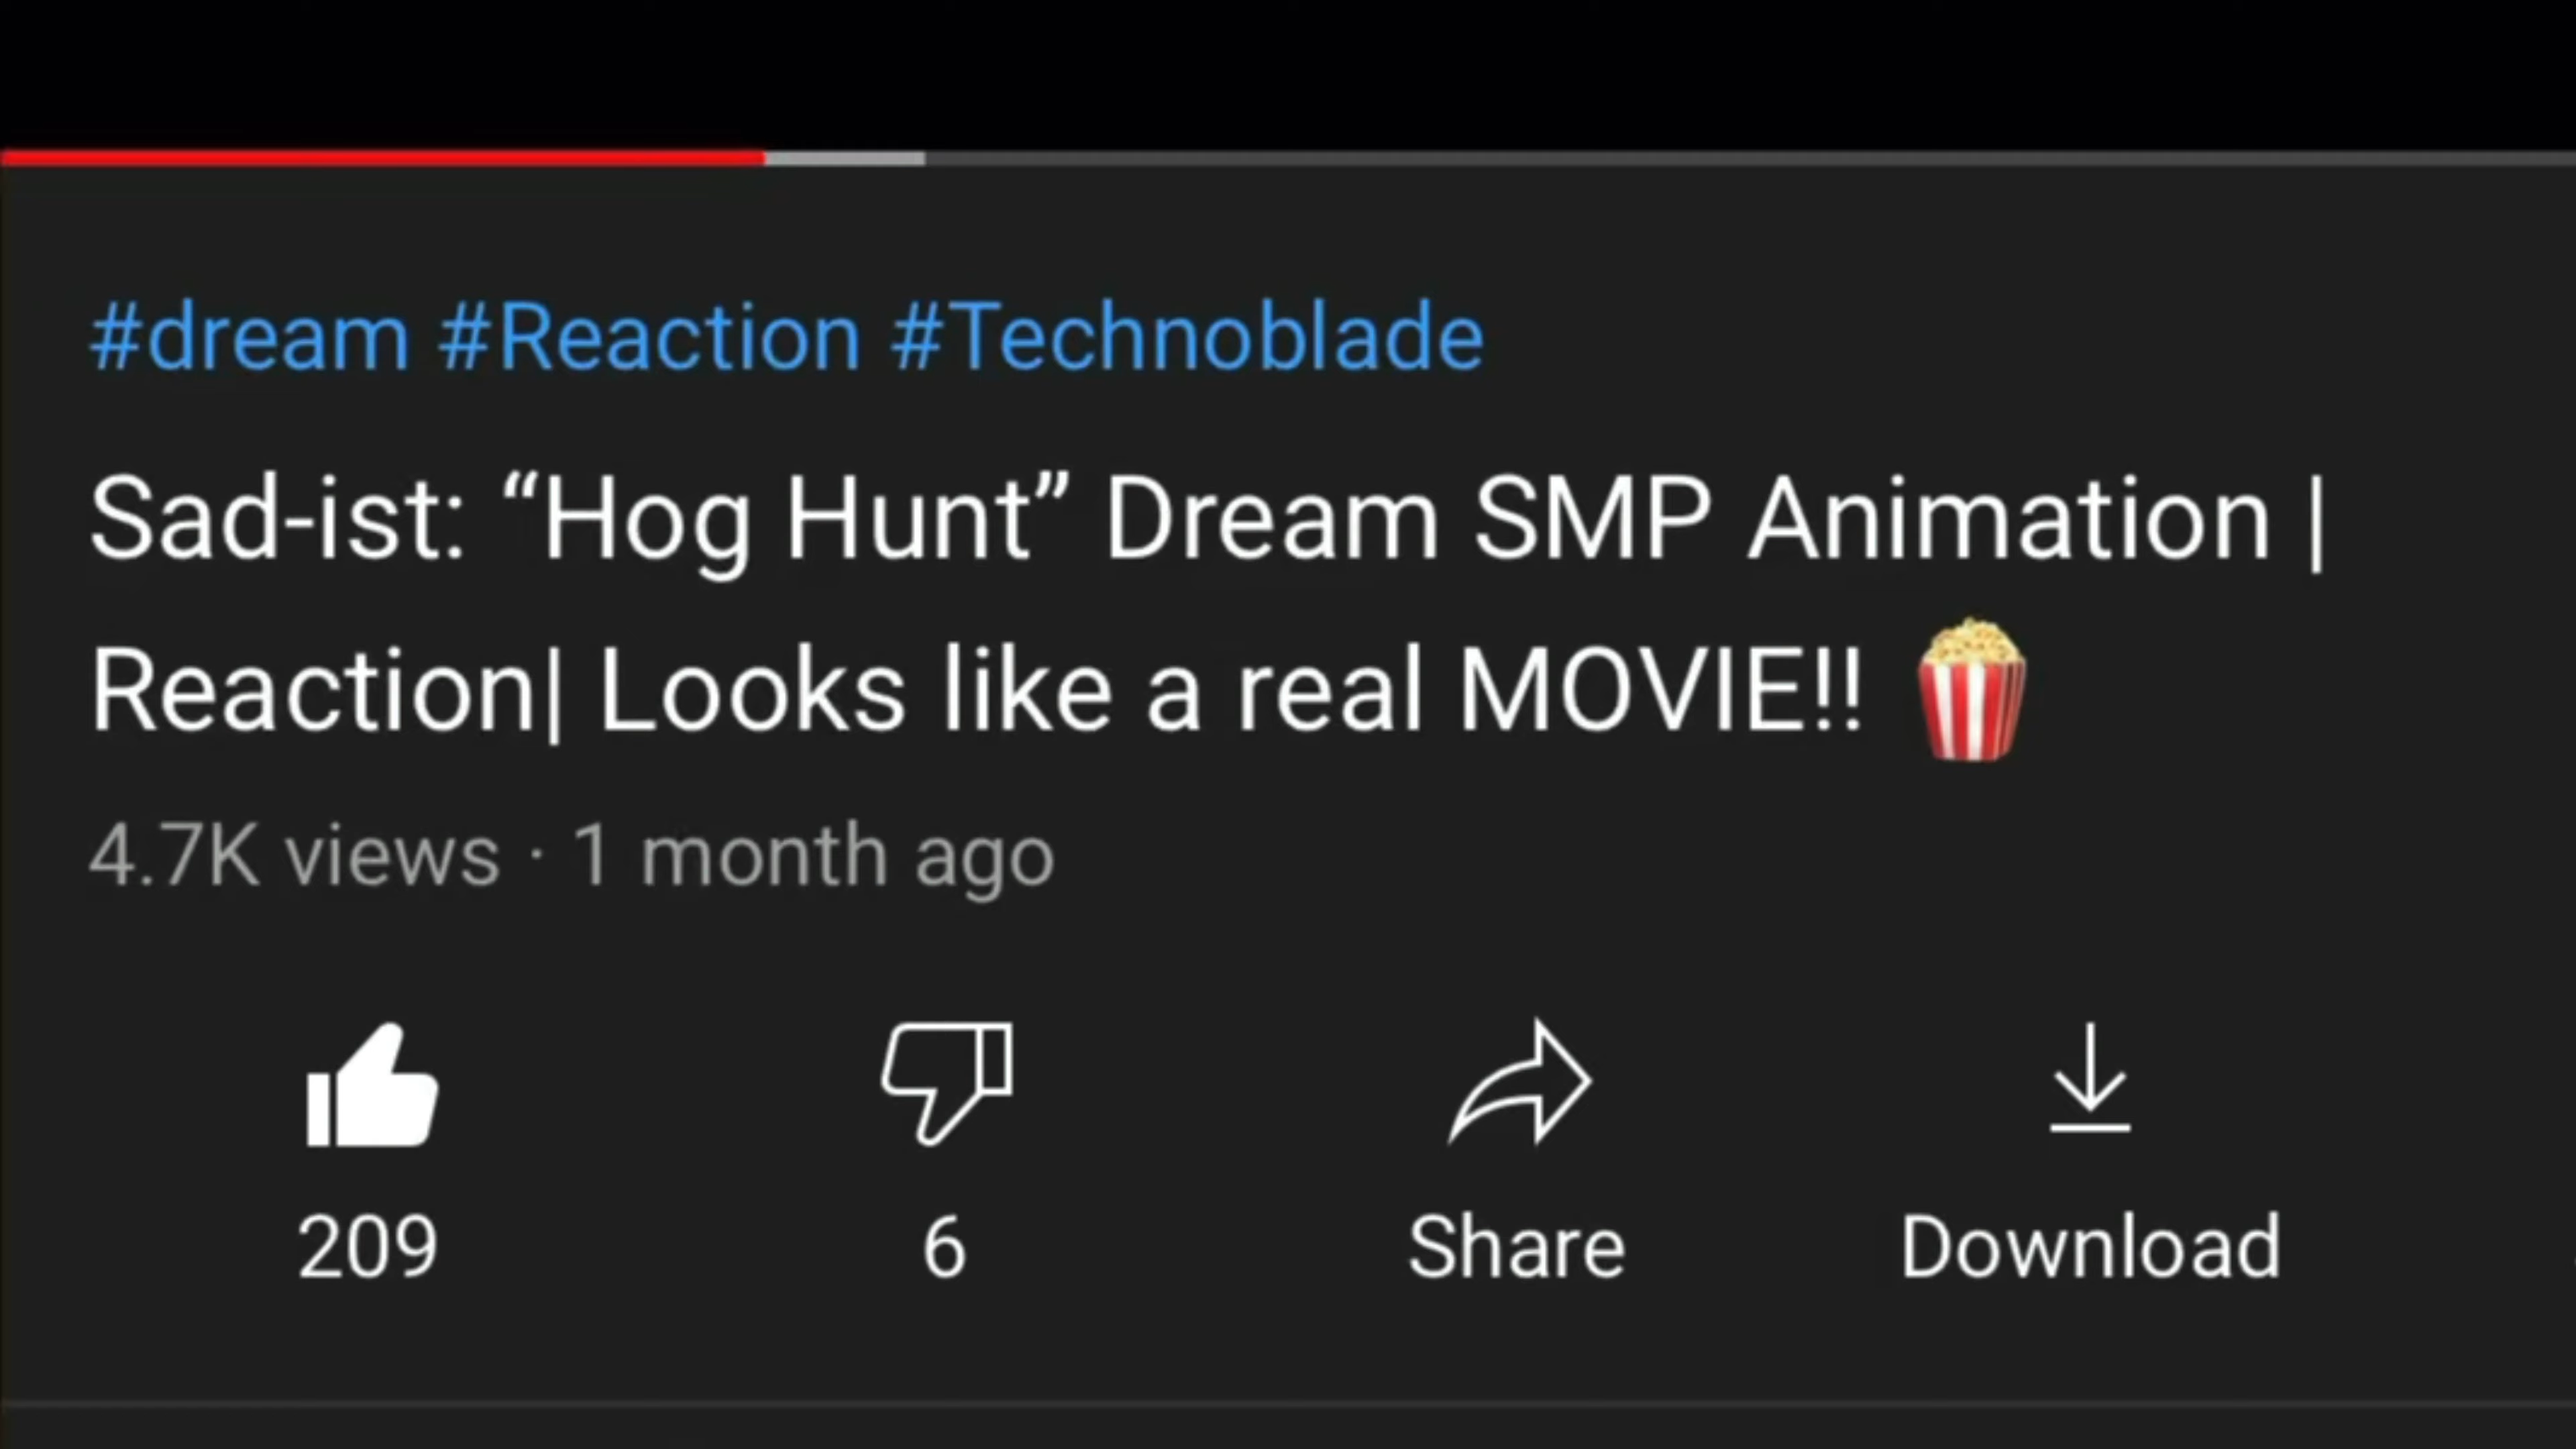 #dream #Reaction #Technoblade
Sad-ist: “Hog Hunt” Dream SMP Animation |
Reaction| Looks like a real MOVIE!! 🍿
4.7K views · 1 month ago
209 6 Share Download